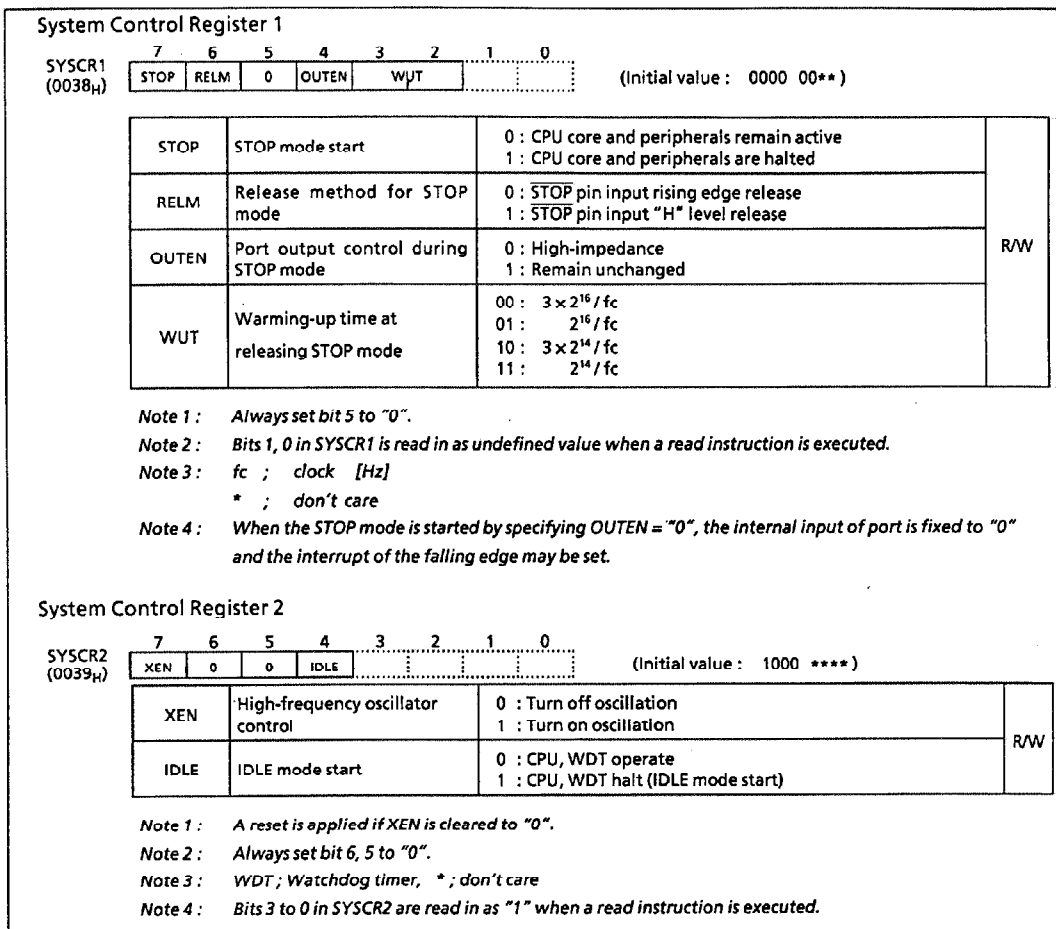 System Control Register 1
7 6 5 4 3 2 1 0
SYSCR1
(0038H)
STOP RELM 0 OUTEN WUT
(Initial value : 0000 00**)
STOP STOP mode start 0 : CPU core and peripherals remain active
1 : CPU core and peripherals are halted
RELM Release method for STOP mode 0 : STOP pin input rising edge release
1 : STOP pin input "H" level release
OUTEN Port output control during STOP mode 0 : High-impedance
1 : Remain unchanged
WUT Warming-up time at releasing STOP mode 00 : 3 × 2¹⁶ / fc
01 : 2¹⁶ / fc
10 : 3 × 2¹⁴ / fc
11 : 2¹⁴ / fc
R/W
Note 1 : Always set bit 5 to "0".
Note 2 : Bits 1, 0 in SYSCR1 is read in as undefined value when a read instruction is executed.
Note 3 : fc ; clock [Hz]
* ; don't care
Note 4 : When the STOP mode is started by specifying OUTEN = "0", the internal input of port is fixed to "0"
and the interrupt of the falling edge may be set.
System Control Register 2
7 6 5 4 3 2 1 0
SYSCR2
(0039H)
XEN 0 0 IDLE
(Initial value : 1000 ****)
XEN High-frequency oscillator control 0 : Turn off oscillation
1 : Turn on oscillation
IDLE IDLE mode start 0 : CPU, WDT operate
1 : CPU, WDT halt (IDLE mode start)
R/W
Note 1 : A reset is applied if XEN is cleared to "0".
Note 2 : Always set bit 6, 5 to "0".
Note 3 : WDT ; Watchdog timer, * ; don't care
Note 4 : Bits 3 to 0 in SYSCR2 are read in as "1" when a read instruction is executed.